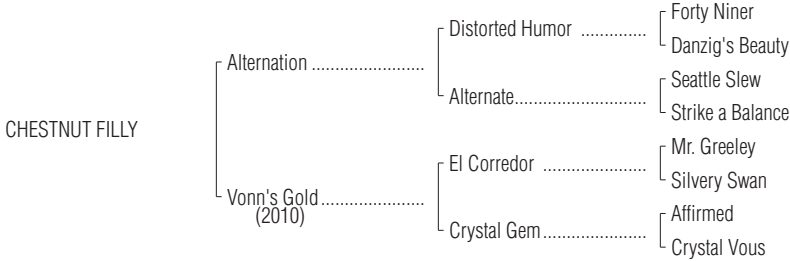 Forty Niner
Distorted Humor ..............
Danzig's Beauty
Alternation ........................
Seattle Slew
Alternate............................
Strike a Balance
CHESTNUT FILLY
Mr. Greeley
El Corredor ......................
Silvery Swan
Vonn's Gold......................
(2010)
Affirmed
Crystal Gem......................
Crystal Vous